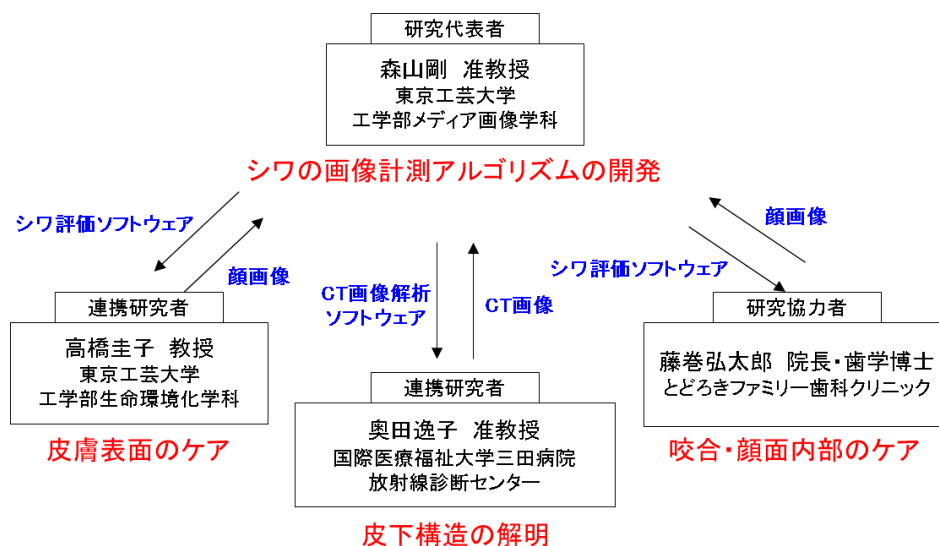 研究代表者
森山剛 准教授
東京工芸大学
工学部メディア画像学科
シワの画像計測アルゴリズムの開発
シワ評価ソフトウェア
顔画像
CT画像解析
ソフトウェア
CT画像
シワ評価ソフトウェア
顔画像
連携研究者
高橋圭子 教授
東京工芸大学
工学部生命環境化学科
皮膚表面のケア
連携研究者
奥田逸子 准教授
国際医療福祉大学三田病院
放射線診断センター
皮下構造の解明
研究協力者
藤巻弘太郎 院長・歯学博士
とどろきファミリー歯科クリニック
咬合・顔面内部のケア